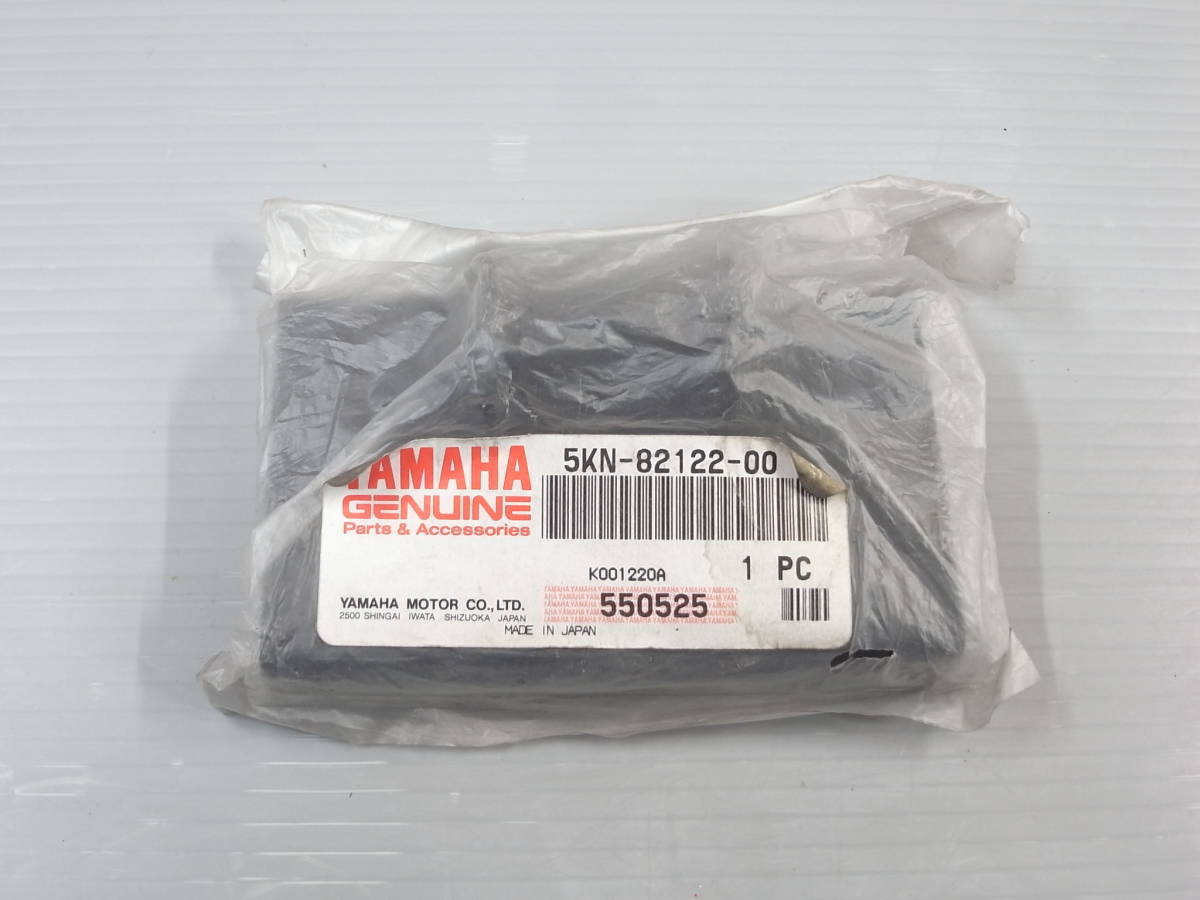 YAMAHA
GENUINE
Parts & Accessories
5KN-82122-00
K001220A
1 PC
550525
YAMAHA MOTOR CO.,LTD.
2500 SHINGAI IWATA SHIZUOKA JAPAN
MADE IN JAPAN